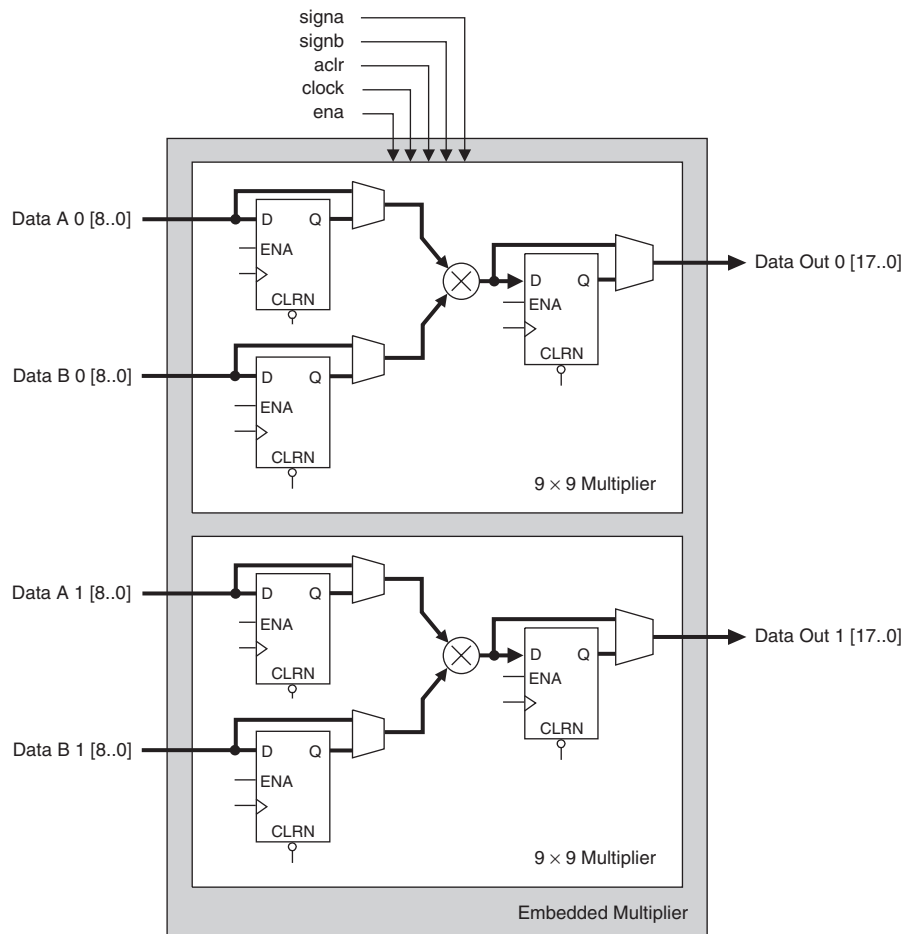 signa
signb
aclr
clock
ena
Data A 0 [8..0]
D Q
ENA
CLRN
Data B 0 [8..0]
D Q
ENA
CLRN
D Q
ENA
CLRN
Data Out 0 [17..0]
9 × 9 Multiplier
Data A 1 [8..0]
D Q
ENA
CLRN
Data B 1 [8..0]
D Q
ENA
CLRN
D Q
ENA
CLRN
Data Out 1 [17..0]
9 × 9 Multiplier
Embedded Multiplier